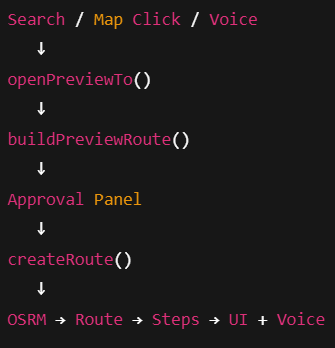 Search / Map Click / Voice
↓
openPreviewTo()
↓
buildPreviewRoute()
↓
Approval Panel
↓
createRoute()
↓
OSRM → Route → Steps → UI + Voice